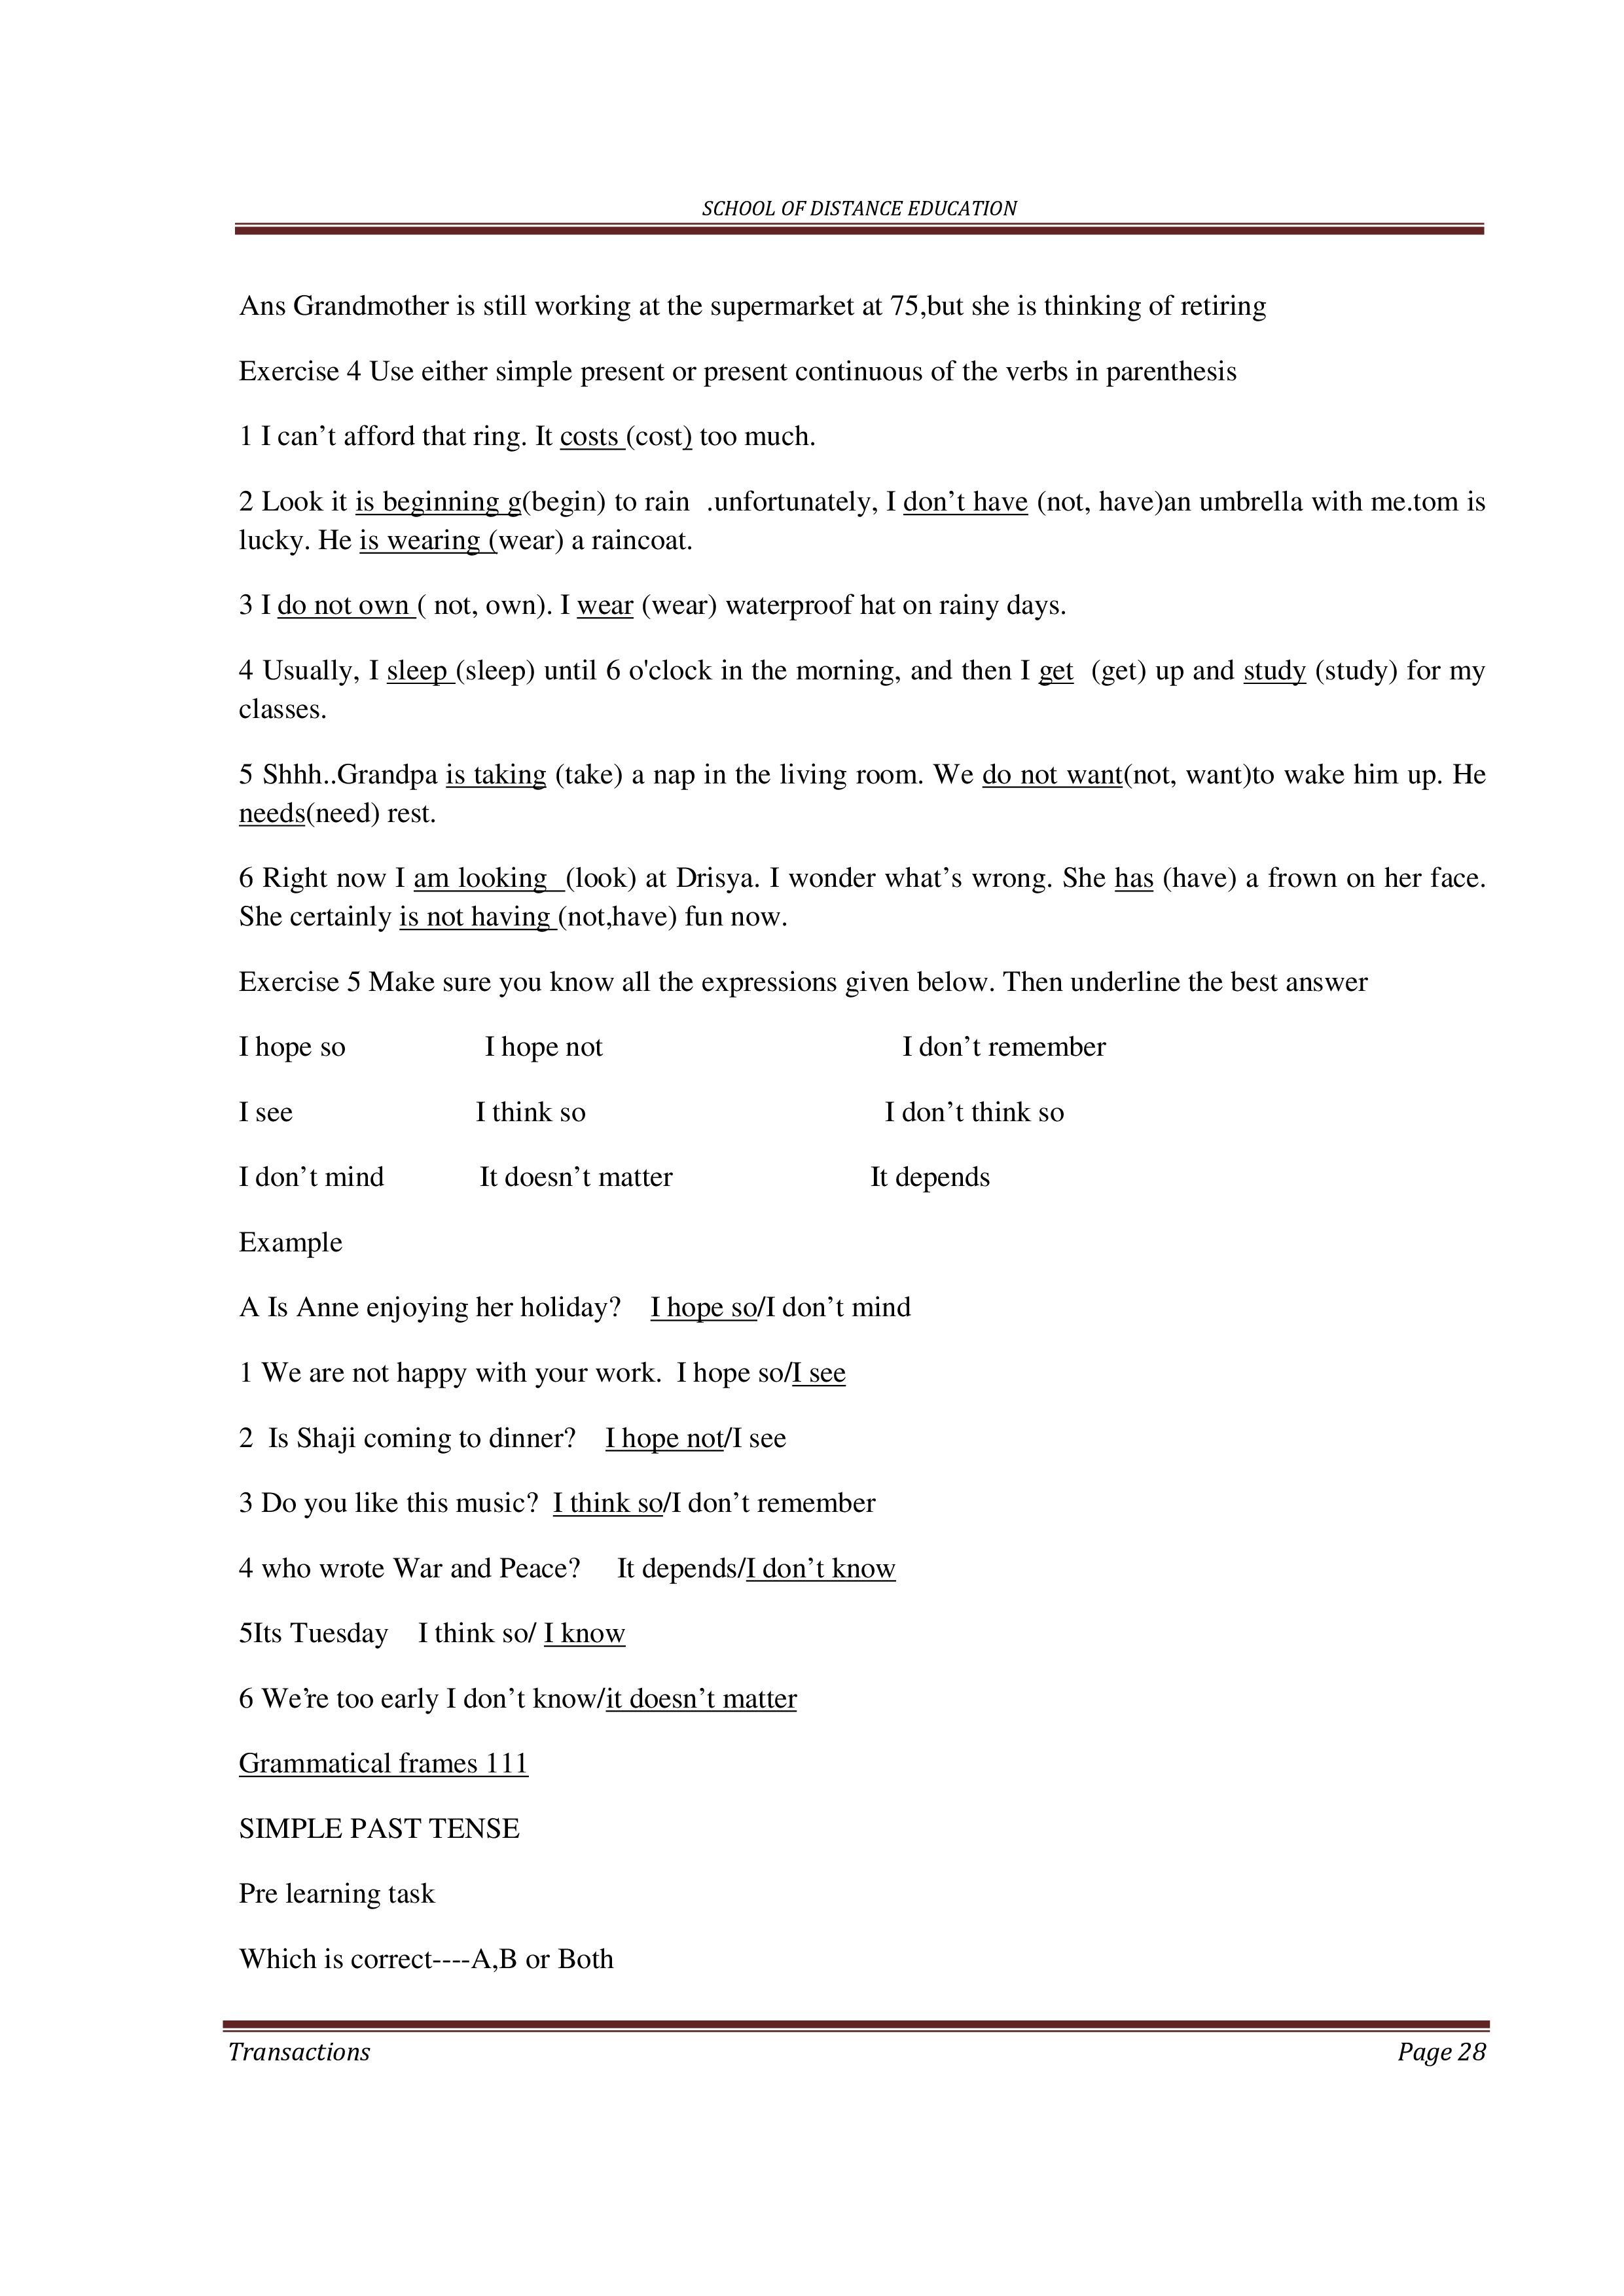 SCHOOL OF DISTANCE EDUCATION
Ans Grandmother is still working at the supermarket at 75,but she is thinking of retiring
Exercise 4 Use either simple present or present continuous of the verbs in parenthesis
1 I can’t afford that ring. It costs (cost) too much.
2 Look it is beginning g(begin) to rain .unfortunately, I don’t have (not, have)an umbrella with me.tom is
lucky. He is wearing (wear) a raincoat.
3 I do not own ( not, own). I wear (wear) waterproof hat on rainy days.
4 Usually, I sleep (sleep) until 6 o'clock in the morning, and then I get (get) up and study (study) for my
classes.
5 Shhh..Grandpa is taking (take) a nap in the living room. We do not want(not, want)to wake him up. He
needs(need) rest.
6 Right now I am looking (look) at Drisya. I wonder what’s wrong. She has (have) a frown on her face.
She certainly is not having (not,have) fun now.
Exercise 5 Make sure you know all the expressions given below. Then underline the best answer
I hope so I hope not I don’t remember
I see I think so I don’t think so
I don’t mind It doesn’t matter It depends
Example
A Is Anne enjoying her holiday? I hope so/I don’t mind
1 We are not happy with your work. I hope so/I see
2 Is Shaji coming to dinner? I hope not/I see
3 Do you like this music? I think so/I don’t remember
4 who wrote War and Peace? It depends/I don’t know
5Its Tuesday I think so/ I know
6 We’re too early I don’t know/it doesn’t matter
Grammatical frames 111
SIMPLE PAST TENSE
Pre learning task
Which is correct----A,B or Both
Transactions Page 28